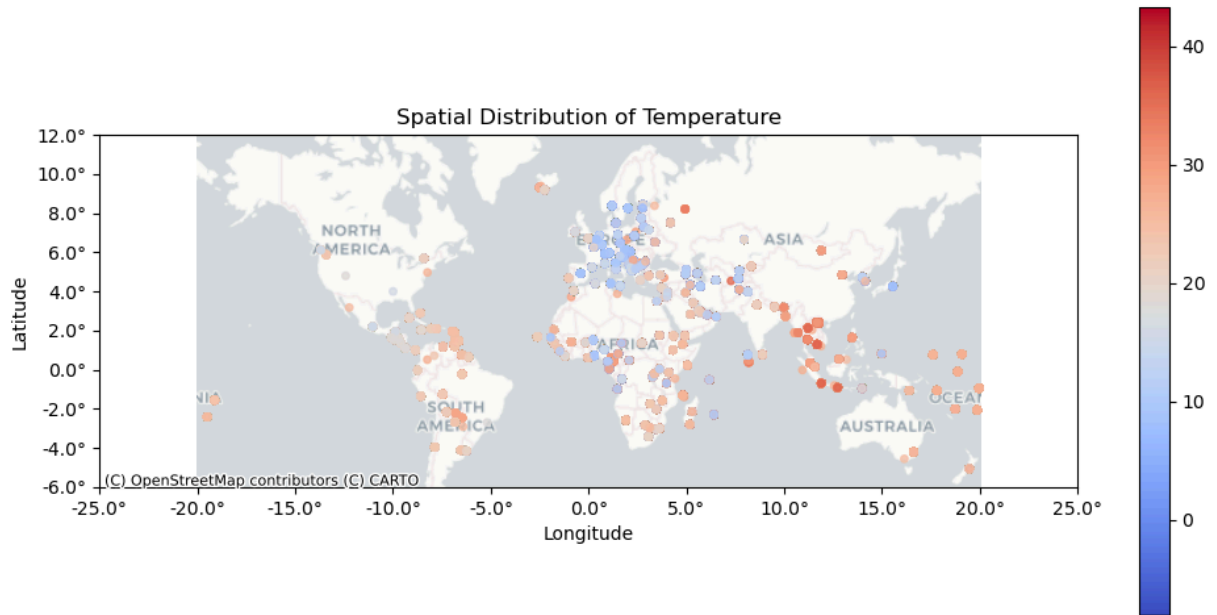 Spatial Distribution of Temperature
12.0°
10.0°
8.0°
6.0°
4.0°
2.0°
0.0°
-2.0°
-4.0°
-6.0°
Latitude
NORTH
AMERICA
EUROPE
ASIA
AFRICA
SOUTH
AMERICA
NIA
OCEAN
AUSTRALIA
(C) OpenStreetMap contributors (C) CARTO
-25.0°
-20.0°
-15.0°
-10.0°
-5.0°
0.0°
5.0°
10.0°
15.0°
20.0°
25.0°
Longitude
40
30
20
10
0